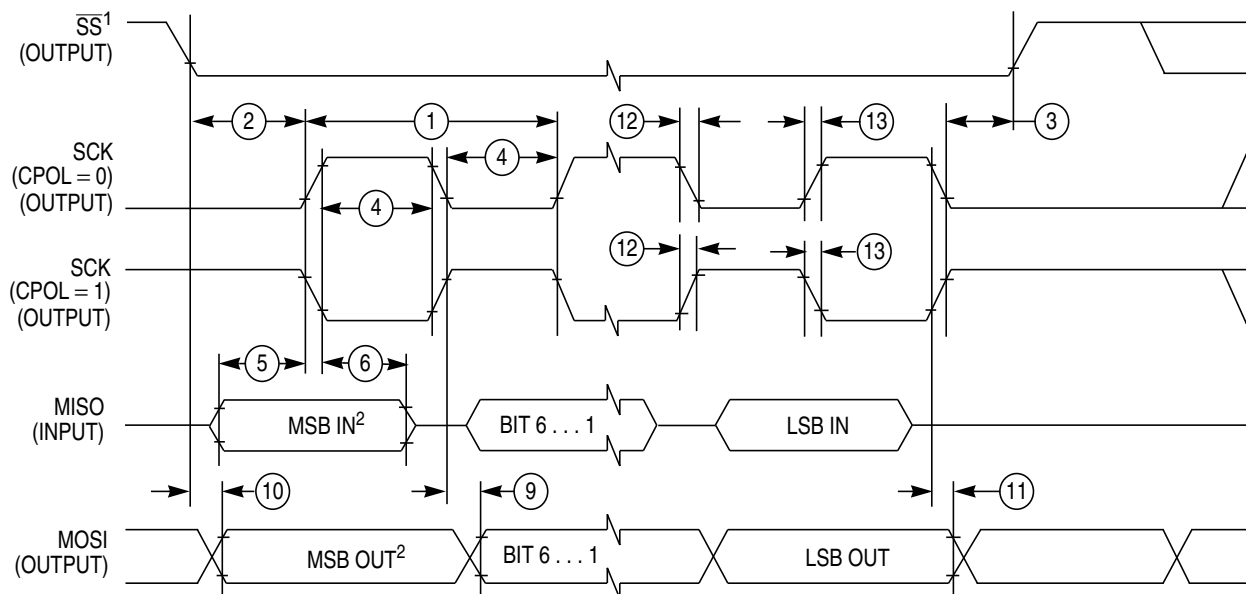 SS¹
(OUTPUT)
2
1
12
13
3
SCK
(CPOL = 0)
(OUTPUT)
4
4
SCK
(CPOL = 1)
(OUTPUT)
12
13
5
6
MISO
(INPUT)
MSB IN²
BIT 6 . . . 1
LSB IN
10
9
11
MOSI
(OUTPUT)
MSB OUT²
BIT 6 . . . 1
LSB OUT